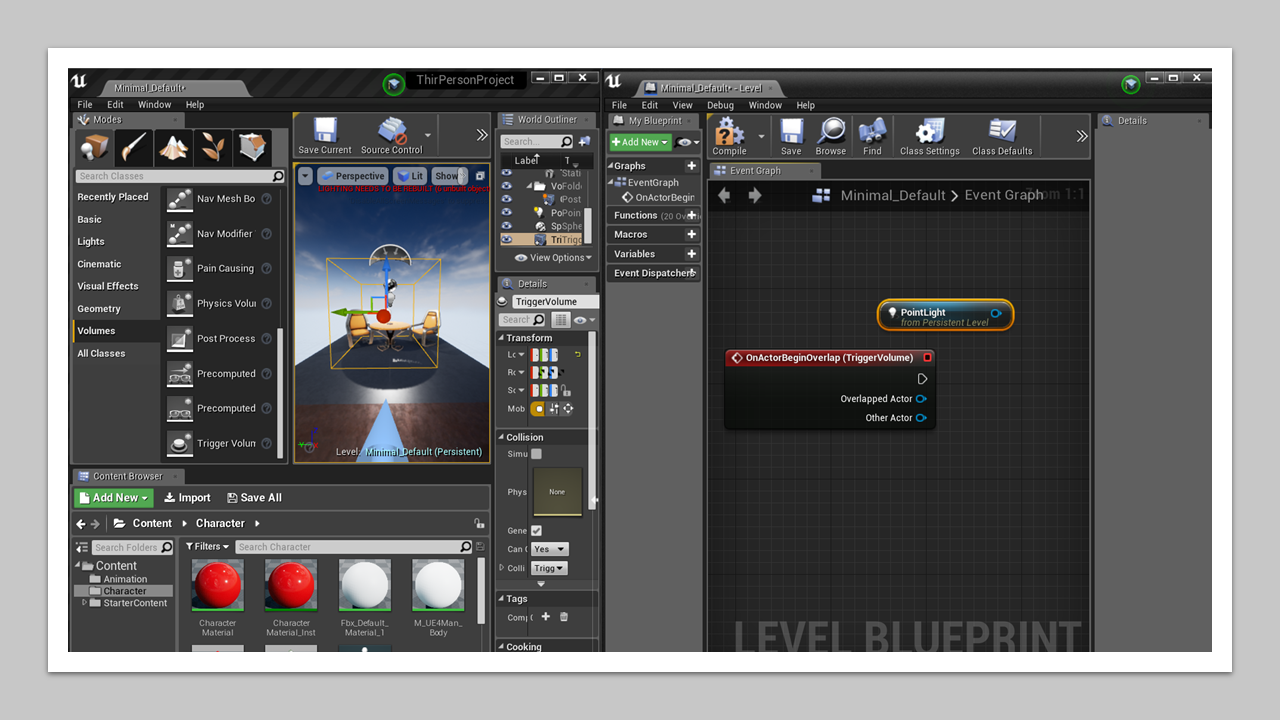 Minimal_Default*
ThirPersonProject
File Edit Window Help
Modes
Search Classes
Recently Placed
Basic
Lights
Cinematic
Visual Effects
Geometry
Volumes
All Classes
Nav Mesh Bo
Nav Modifier
Pain Causing
Physics Volu
Post Process
Precomputed
Precomputed
Trigger Volum
Save Current
Source Control
Perspective
Lit
Show
LIGHTING NEEDS TO BE REBUILT (6 unbuilt object
Level: Minimal_Default (Persistent)
World Outliner
Search...
Label
T
Stati
VoFolde
Post
PoPoin
SpSphe
TriTrigg
View Options
Details
TriggerVolume
Search
Transform
Lo
Ro
Sc
Mob
Collision
Simu
Phys
None
Gene
Can
Yes
Colli
Trigg
Tags
Comp
Cooking
Content Browser
Add New
Import
Save All
Content
Character
Search Folders
Filters
Search Character
Content
Animation
Character
StarterContent
Character
Material
Character
Material_Inst
Fbx_Default_
Material_1
M_UE4Man_
Body
Minimal_Default* - Level
File Edit View Debug Window Help
My Blueprint
Add New
Graphs
EventGraph
OnActorBegin
Functions (20 Ove
Macros
Variables
Event Dispatchers
Compile
Save
Browse
Find
Class Settings
Class Defaults
Details
Event Graph
Minimal_Default > Event Graph
Zoom 1:1
PointLight
from Persistent Level
OnActorBeginOverlap (TriggerVolume)
Overlapped Actor
Other Actor
LEVEL BLUEPRINT